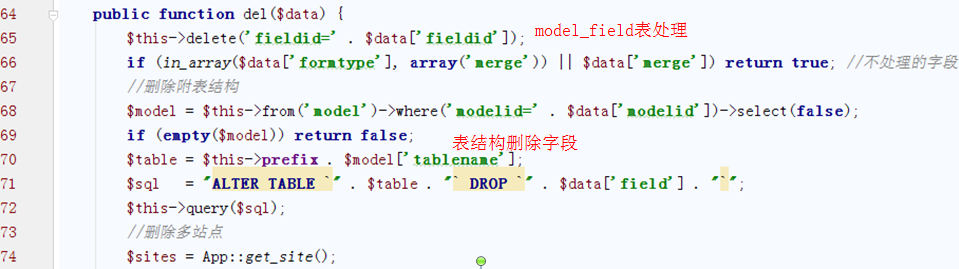 64 public function del($data) {
65 $this->delete('fieldid=' . $data['fieldid']); model_field表处理
66 if (in_array($data['formtype'], array('merge')) || $data['merge']) return true; //不处理的字段
67 //删除附表结构
68 $model = $this->from('model')->where('modelid=' . $data['modelid'])->select(false);
69 if (empty($model)) return false; 表结构删除字段
70 $table = $this->prefix . $model['tablename'];
71 $sql = "ALTER TABLE `" . $table . "` DROP `" . $data['field'] . "`";
72 $this->query($sql);
73 //删除多站点
74 $sites = App::get_site();